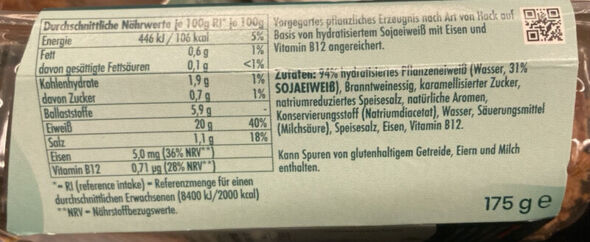 Durchschnittliche Nährwerte je 100g RI* je 100g
Energie 446 kJ / 106 kcal 5%
Fett 0,6 g 1%
davon gesättigte Fettsäuren 0,1 g <1%
Kohlenhydrate 1,9 g 1%
davon Zucker 0,7 g 1%
Ballaststoffe 5,9 g -
Eiweiß 20 g 40%
Salz 1,1 g 18%
Eisen 5,0 mg (36% NRV**)
Vitamin B12 0,71 µg (28% NRV**)
*= RI (reference intake) = Referenzmenge für einen
durchschnittlichen Erwachsenen (8400 kJ/2000 kcal)
**NRV = Nährstoffbezugswerte.
Vorgegartes pflanzliches Erzeugnis nach Art von Hack auf
Basis von hydratisiertem Sojaeiweiß mit Eisen und
Vitamin B12 angereichert.
Zutaten: 94% hydratisiertes Pflanzeneiweiß (Wasser, 31%
SOJAEIWEIß), Branntweinessig, karamellisierter Zucker,
natriumreduziertes Speisesalz, natürliche Aromen,
Konservierungsstoff (Natriumdiacetat), Wasser, Säuerungsmittel
(Milchsäure), Speisesalz, Eisen, Vitamin B12.
Kann Spuren von glutenhaltigem Getreide, Eiern und Milch
enthalten.
175 g e